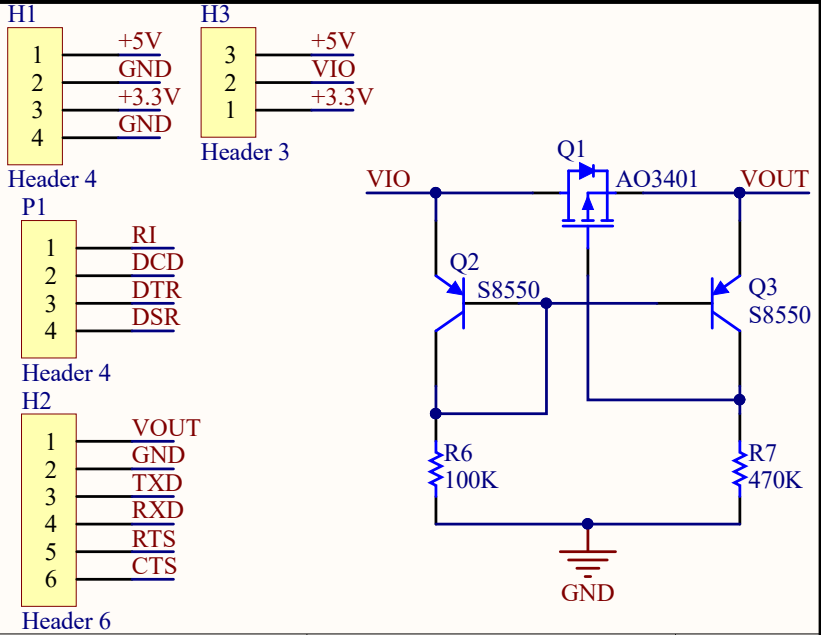 H1
1 +5V
2 GND
3 +3.3V
4 GND
Header 4
H3
3 +5V
2 VIO
1 +3.3V
Header 3
P1
1 RI
2 DCD
3 DTR
4 DSR
Header 4
H2
1 VOUT
2 GND
3 TXD
4 RXD
5 RTS
6 CTS
Header 6
Q1
VIO
AO3401
VOUT
Q2
S8550
Q3
S8550
R6
100K
R7
470K
GND